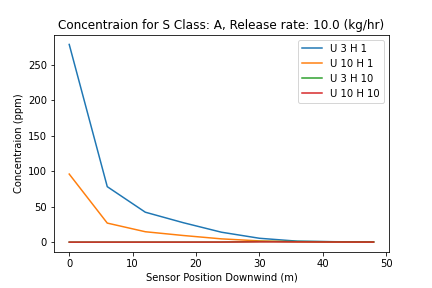 Concentraion for S Class: A, Release rate: 10.0 (kg/hr)
U 3 H 1
U 10 H 1
U 3 H 10
U 10 H 10
Concentraion (ppm)
250
200
150
100
50
0
0 10 20 30 40 50
Sensor Position Downwind (m)